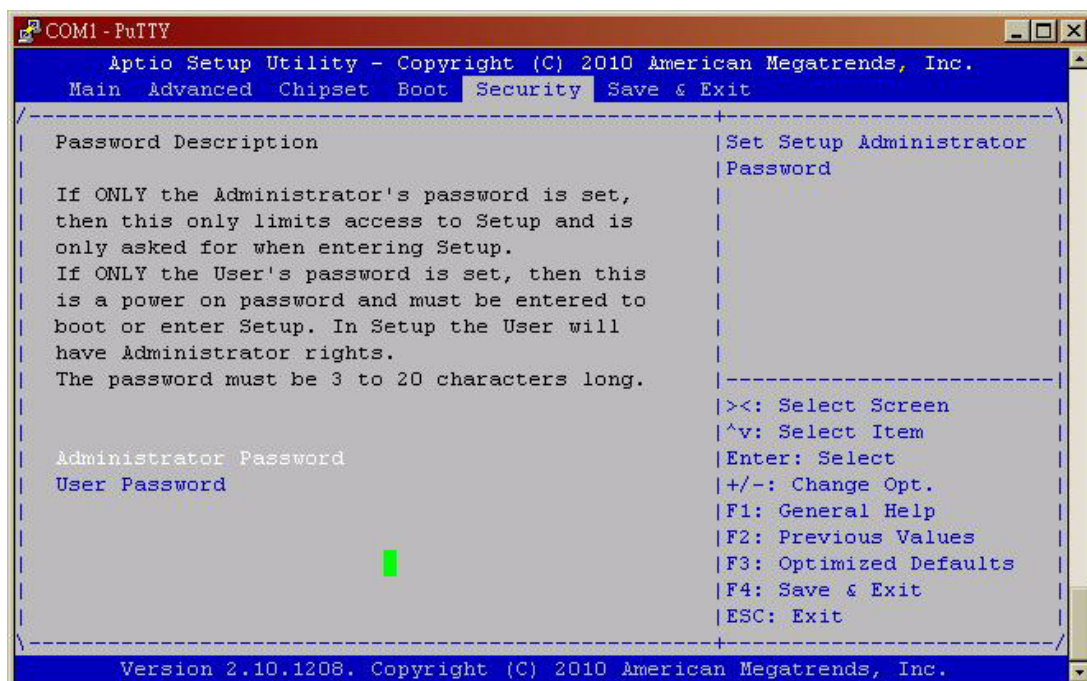 COM1 - PuTTY
Aptio Setup Utility - Copyright (C) 2010 American Megatrends, Inc.
Main Advanced Chipset Boot Security Save & Exit
/----------------------------------------------------+-------------------------\
Password Description
If ONLY the Administrator's password is set,
then this only limits access to Setup and is
only asked for when entering Setup.
If ONLY the User's password is set, then this
is a power on password and must be entered to
boot or enter Setup. In Setup the User will
have Administrator rights.
The password must be 3 to 20 characters long.
Administrator Password
User Password
|Set Setup Administrator |
|Password |
|-------------------------|
|><: Select Screen |
|^v: Select Item |
|Enter: Select |
|+/-: Change Opt. |
|F1: General Help |
|F2: Previous Values |
|F3: Optimized Defaults |
|F4: Save & Exit |
|ESC: Exit |
\----------------------------------------------------+-------------------------/
Version 2.10.1208. Copyright (C) 2010 American Megatrends, Inc.